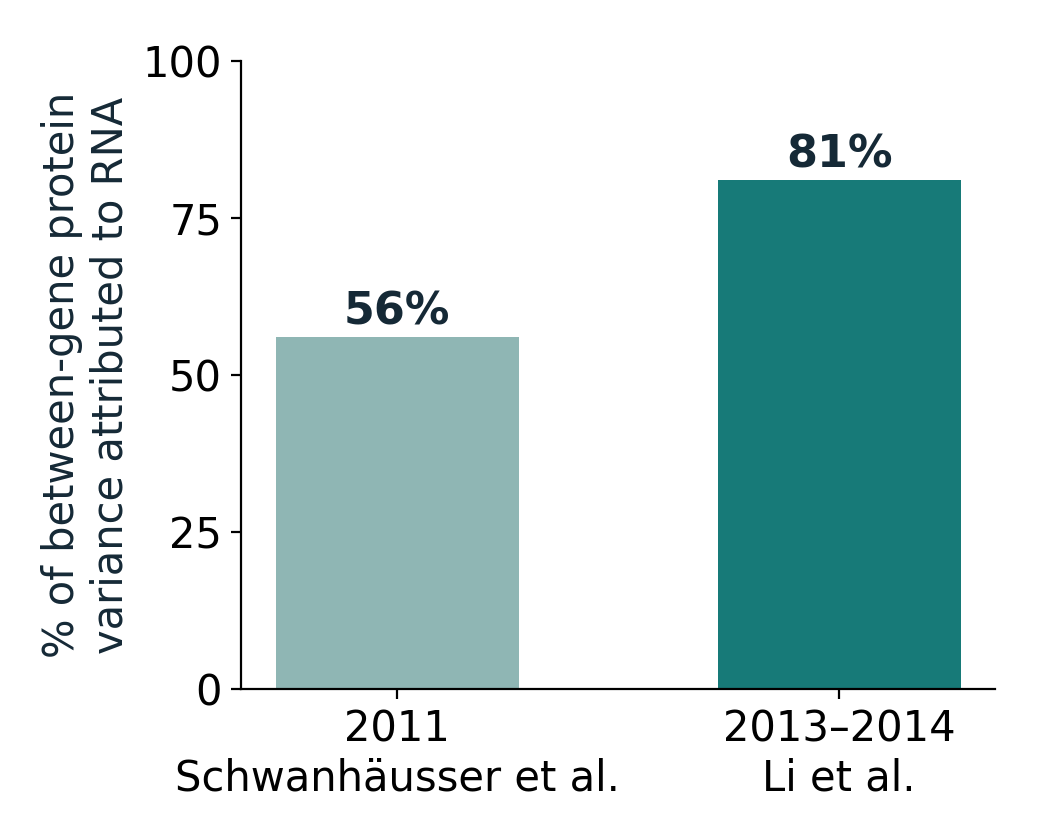 % of between-gene protein
variance attributed to RNA
100
75
50
25
0
56%
81%
2011
Schwanhäusser et al.
2013–2014
Li et al.